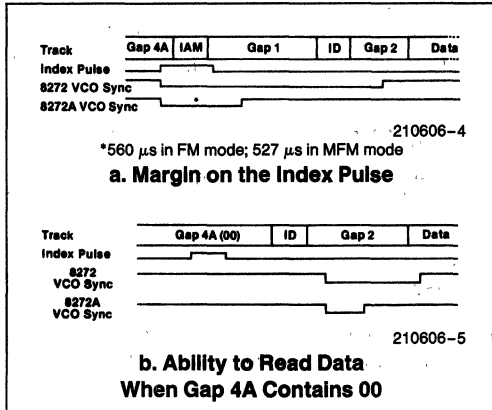 Track Gap 4A IAM Gap 1 ID Gap 2 Data
Index Pulse
8272 VCO Sync
8272A VCO Sync *
210606-4
*560 μs in FM mode; 527 μs in MFM mode
a. Margin on the Index Pulse
Track Gap 4A (00) ID Gap 2 Data
Index Pulse
8272
VCO Sync
8272A
VCO Sync
210606-5
b. Ability to Read Data
When Gap 4A Contains 00